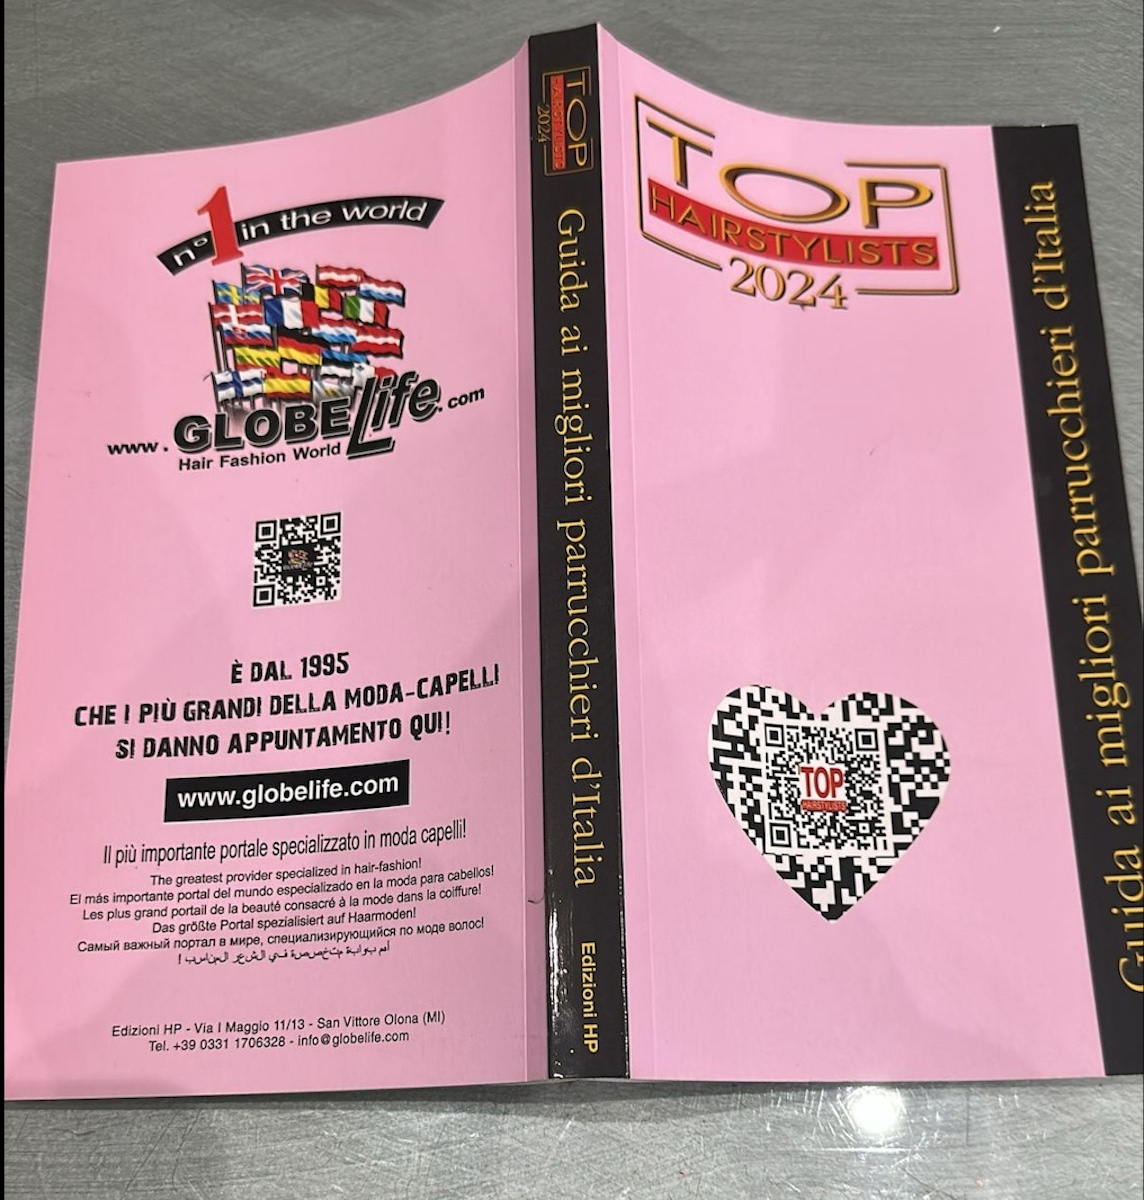 n° 1 in the world
www.GLOBELife.com
Hair Fashion World
GLOBELife
È DAL 1995
CHE I PIÙ GRANDI DELLA MODA-CAPELLI
SI DANNO APPUNTAMENTO QUI!
www.globelife.com
Il più importante portale specializzato in moda capelli!
The greatest provider specialized in hair-fashion!
El más importante portal del mundo especializado en la moda para cabellos!
Les plus grand portail de la beauté consacré à la mode dans la coiffure!
Das größte Portal spezialisiert auf Haarmoden!
Самый важный портал в мире, специализирующийся по моде волос!
Edizioni HP - Via I Maggio 11/13 - San Vittore Olona (MI)
Tel. +39 0331 1706328 - info@globelife.com
TOP
HAIRSTYLISTS
2024
Guida ai migliori parrucchieri d'Italia
Edizioni HP
TOP
HAIRSTYLISTS
2024
TOP
HAIRSTYLISTS
Guida ai migliori parrucchieri d'Italia